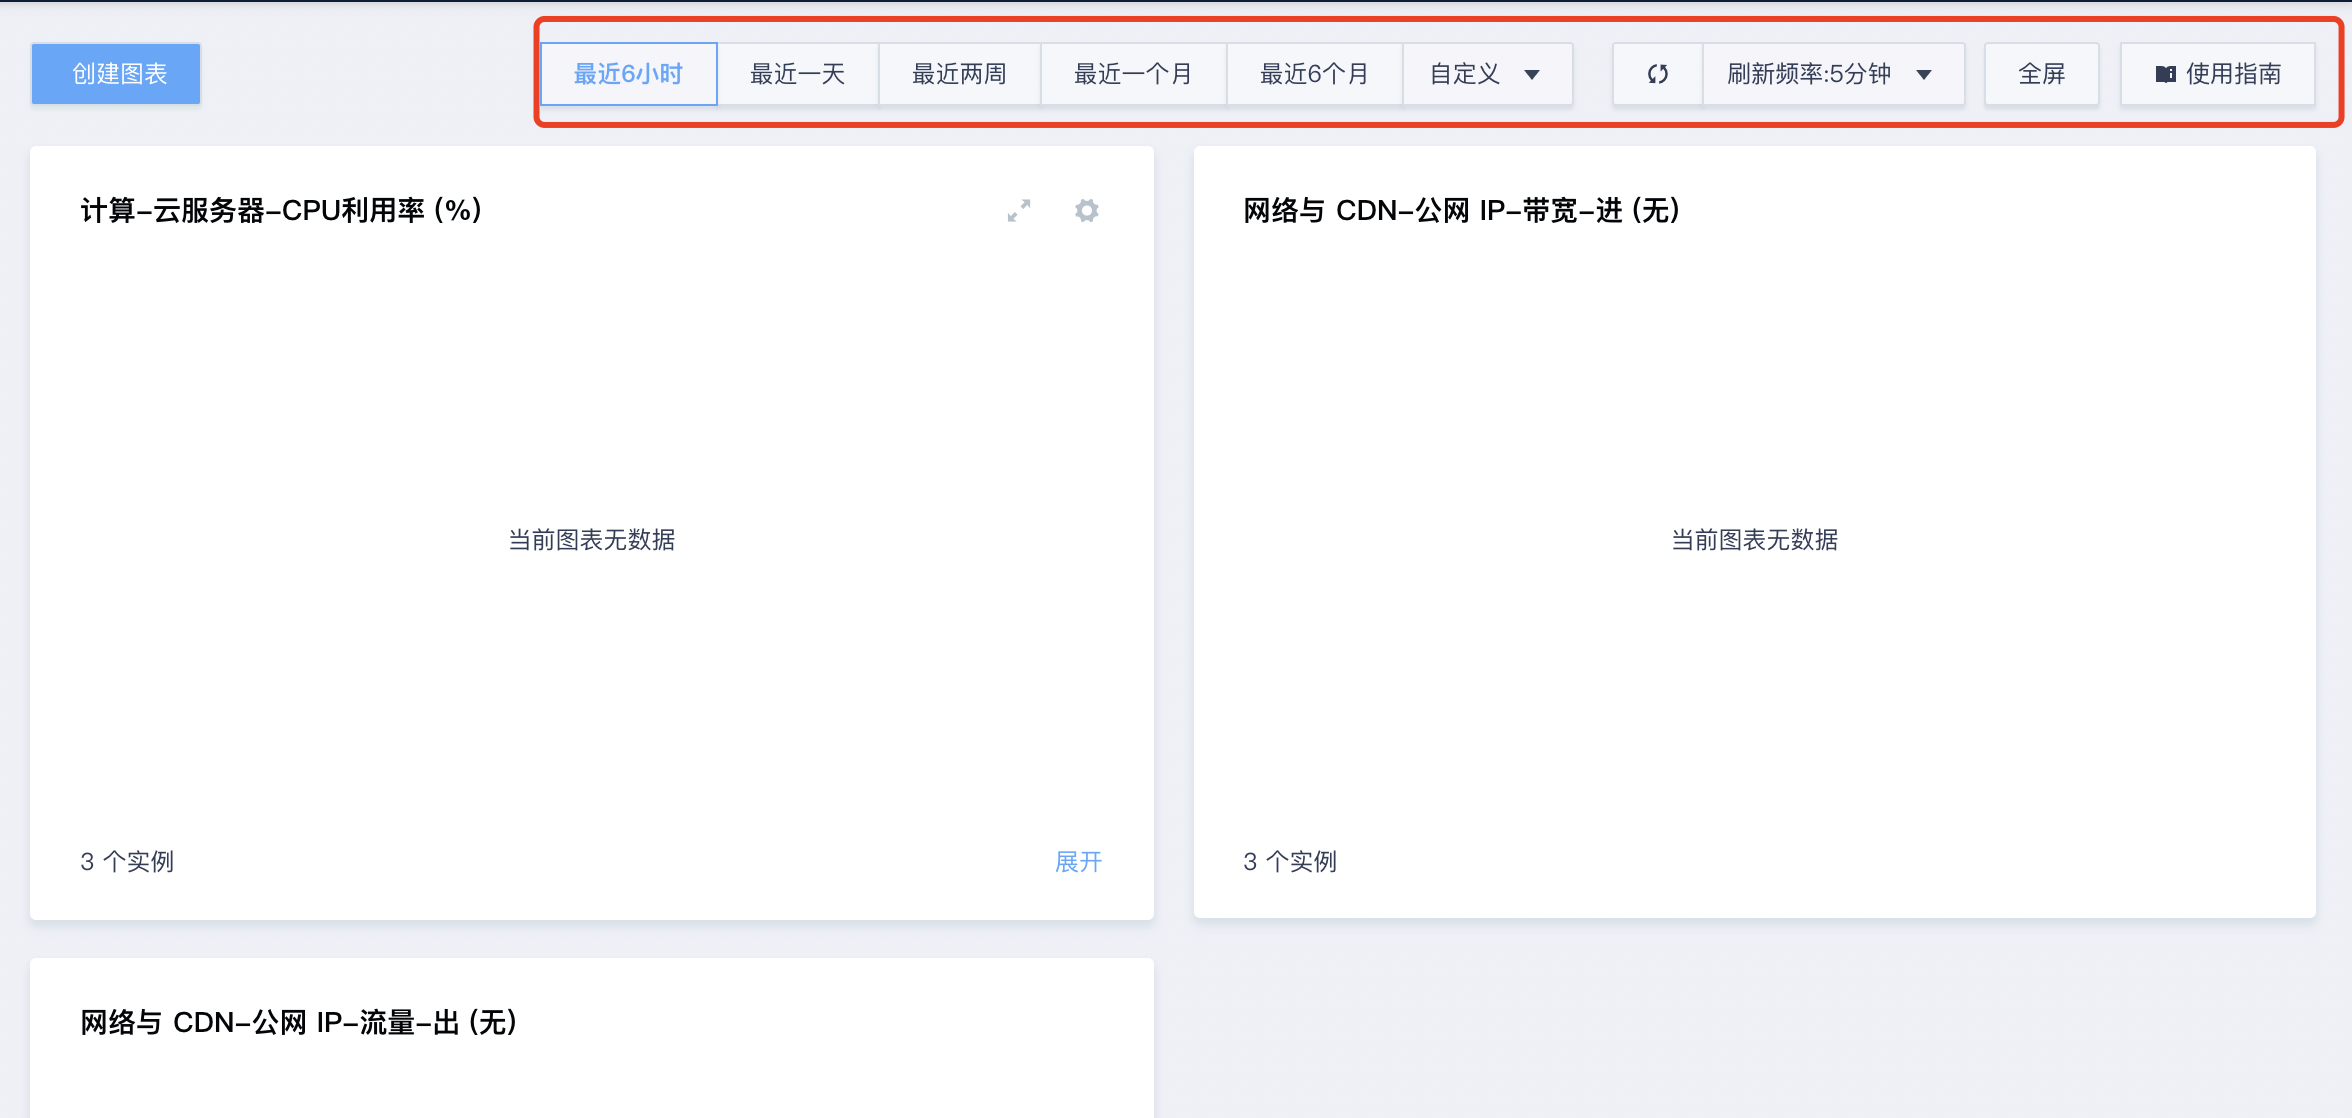 创建图表
最近6小时 最近一天 最近两周 最近一个月 最近6个月 自定义
刷新频率:5分钟
全屏
使用指南
计算-云服务器-CPU利用率 (%)
当前图表无数据
3 个实例
展开
网络与 CDN-公网 IP-带宽-进 (无)
当前图表无数据
3 个实例
网络与 CDN-公网 IP-流量-出 (无)